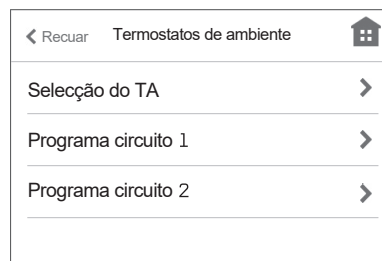 Recuar Termostatos de ambiente
Selecção do TA
Programa circuito 1
Programa circuito 2